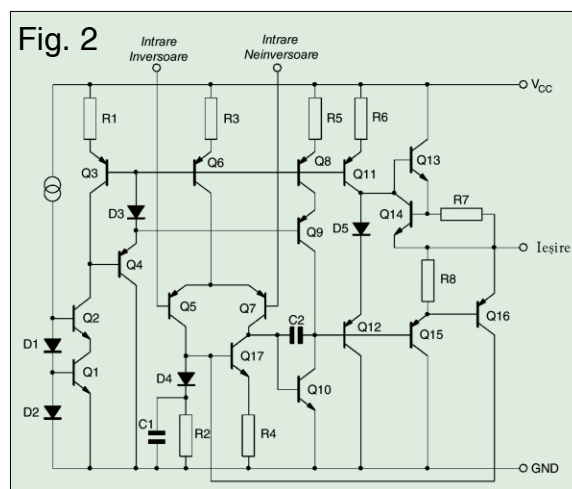 Fig. 2
Intrare
Inversoare
Intrare
Neinversoare
V_CC
R1
R3
R5
R6
Q3
Q6
Q8
Q11
Q13
D3
Q14
R7
Q4
Q9
D5
Ieșire
R8
Q5
Q7
Q2
C2
Q12
Q15
Q16
D1
Q17
Q1
D4
Q10
D2
C1
R2
R4
GND